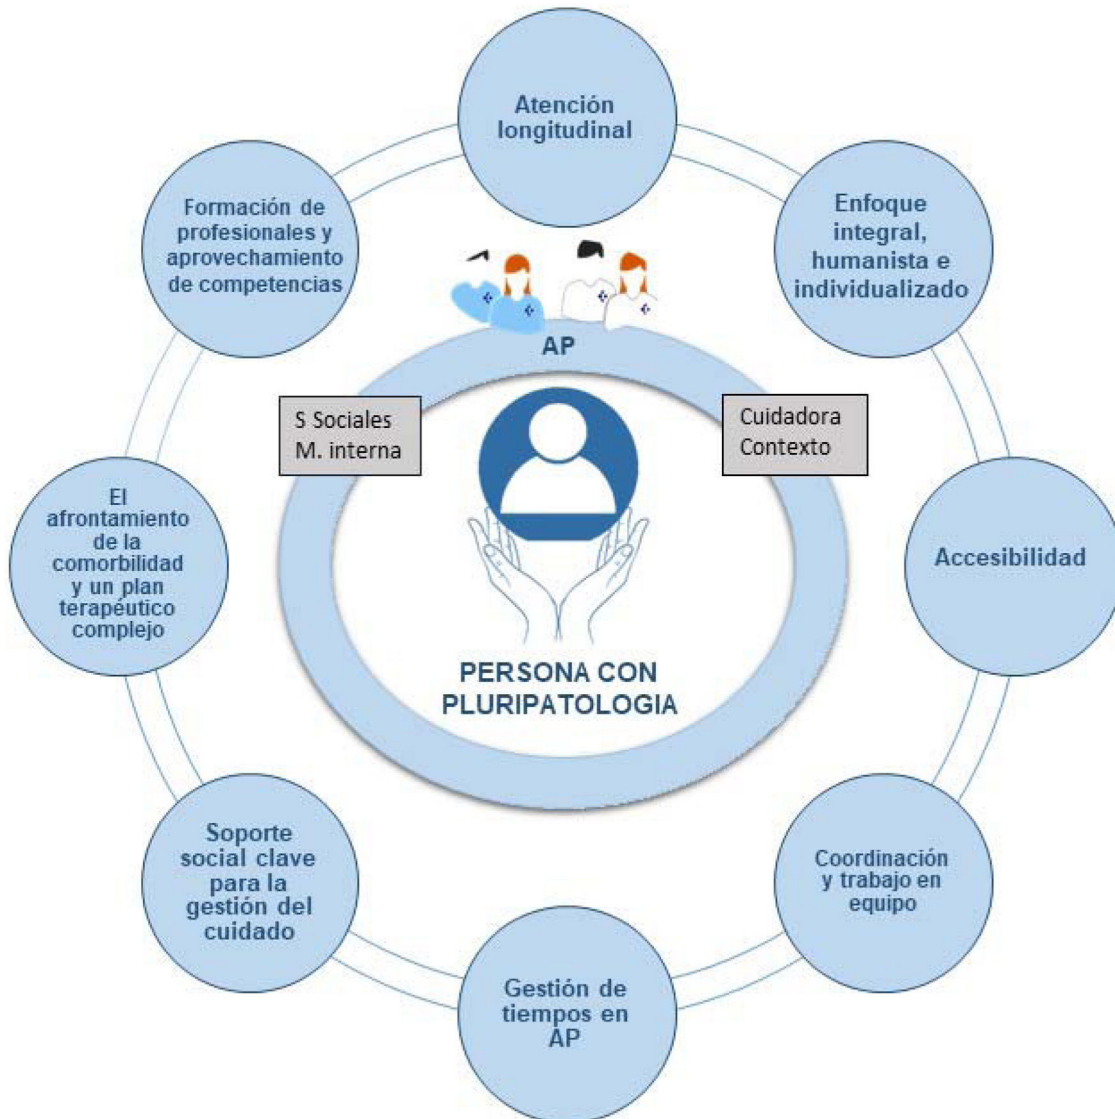 Atención
longitudinal
Enfoque
integral,
humanista e
individualizado
Accesibilidad
Coordinación
y trabajo en
equipo
Gestión de
tiempos en
AP
Soporte
social clave
para la
gestión del
cuidado
El
afrontamiento
de la
comorbilidad
y un plan
terapéutico
complejo
Formación de
profesionales y
aprovechamiento
de competencias
AP
S Sociales
M. interna
Cuidadora
Contexto
PERSONA CON
PLURIPATOLOGIA